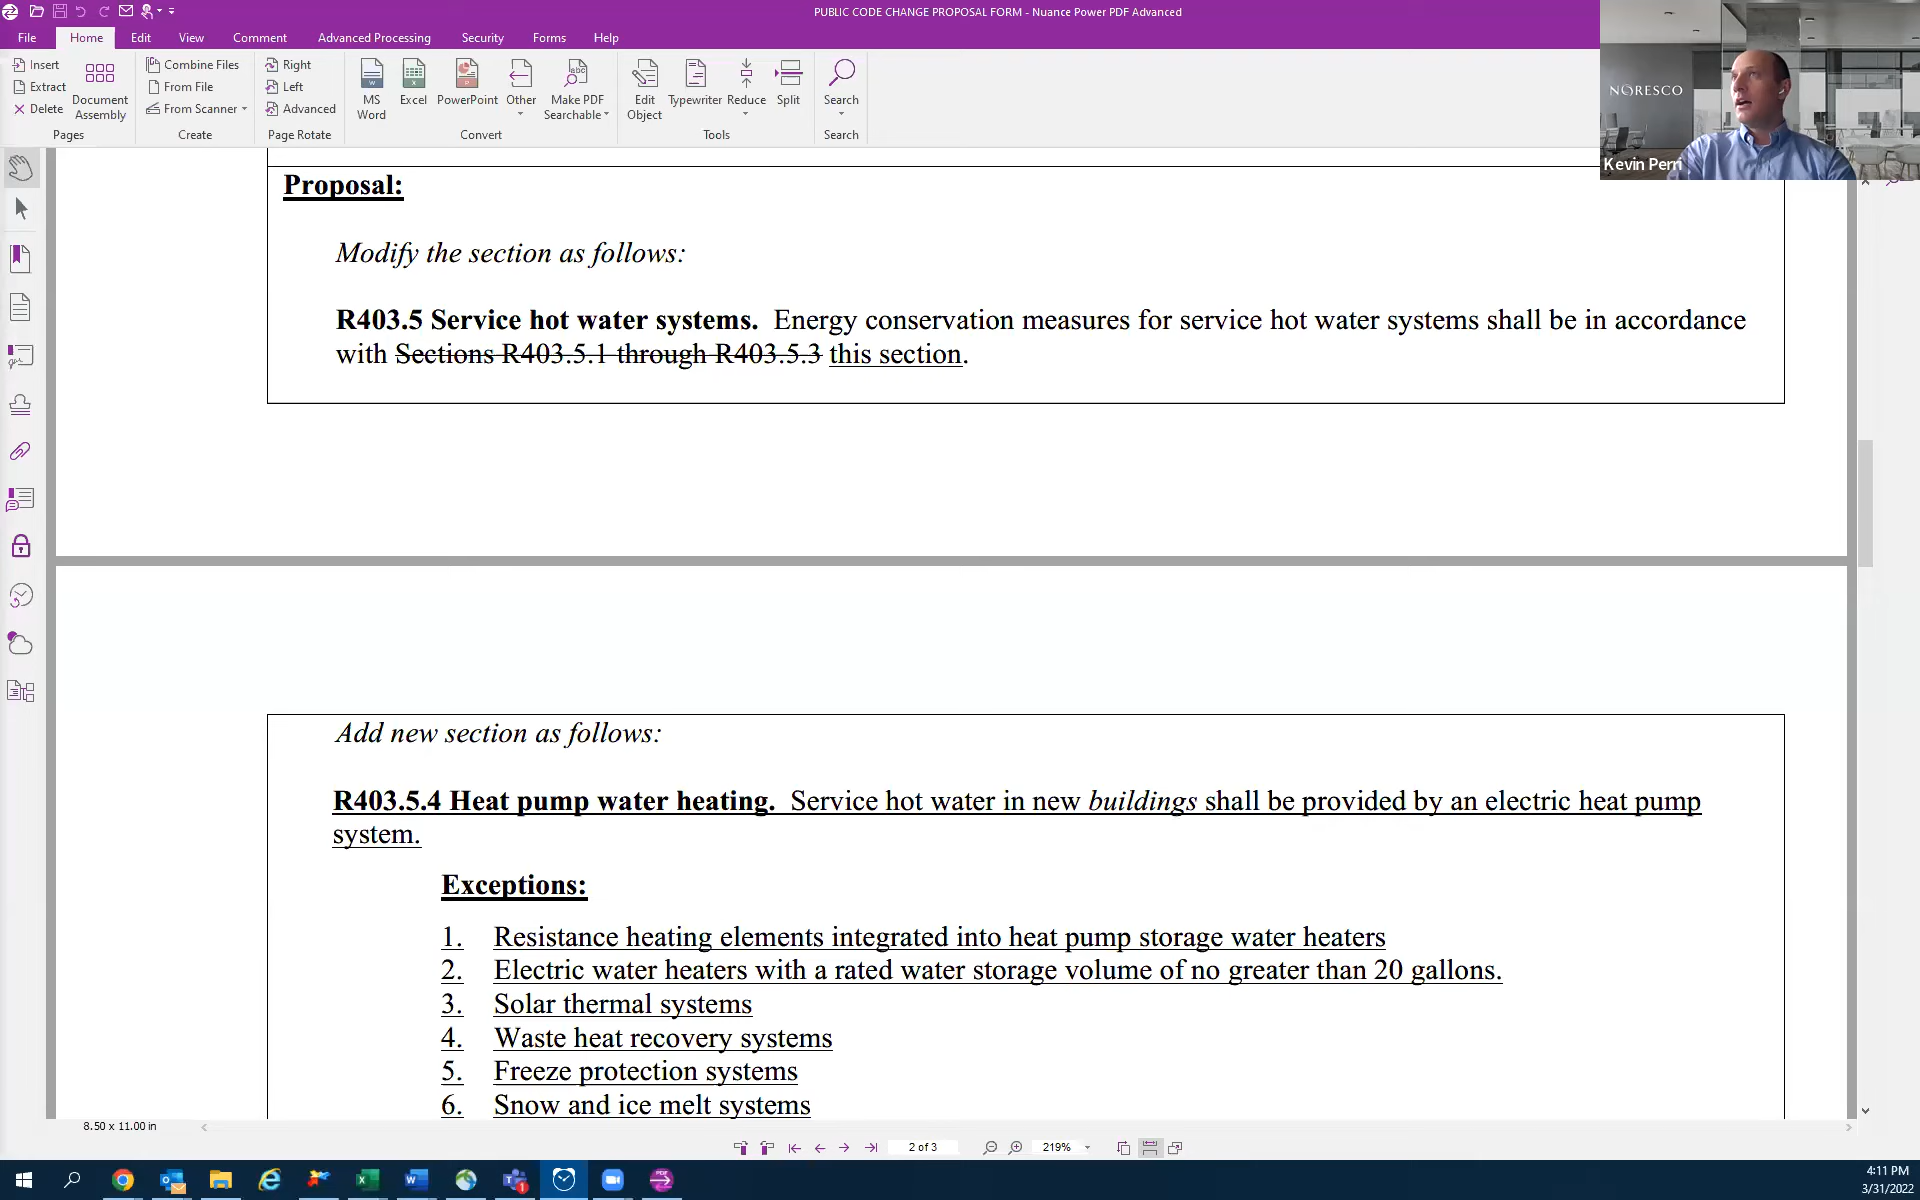 PUBLIC CODE CHANGE PROPOSAL FORM - Nuance Power PDF Advanced
File Home Edit View Comment Advanced Processing Security Forms Help
Insert
Extract
Delete
Document
Assembly
Pages
Combine Files
From File
From Scanner
Create
Right
Left
Advanced
Page Rotate
MS
Word
Excel
PowerPoint
Other
Make PDF
Searchable
Convert
Edit
Object
Typewriter
Reduce
Split
Tools
Search
Search
NORESCO
Kevin Perri
Proposal:
Modify the section as follows:
R403.5 Service hot water systems. Energy conservation measures for service hot water systems shall be in accordance
with Sections R403.5.1 through R403.5.3 this section.
Add new section as follows:
R403.5.4 Heat pump water heating. Service hot water in new buildings shall be provided by an electric heat pump
system.
Exceptions:
1. Resistance heating elements integrated into heat pump storage water heaters
2. Electric water heaters with a rated water storage volume of no greater than 20 gallons.
3. Solar thermal systems
4. Waste heat recovery systems
5. Freeze protection systems
6. Snow and ice melt systems
8.50 x 11.00 in
2 of 3
219%
4:11 PM
3/31/2022